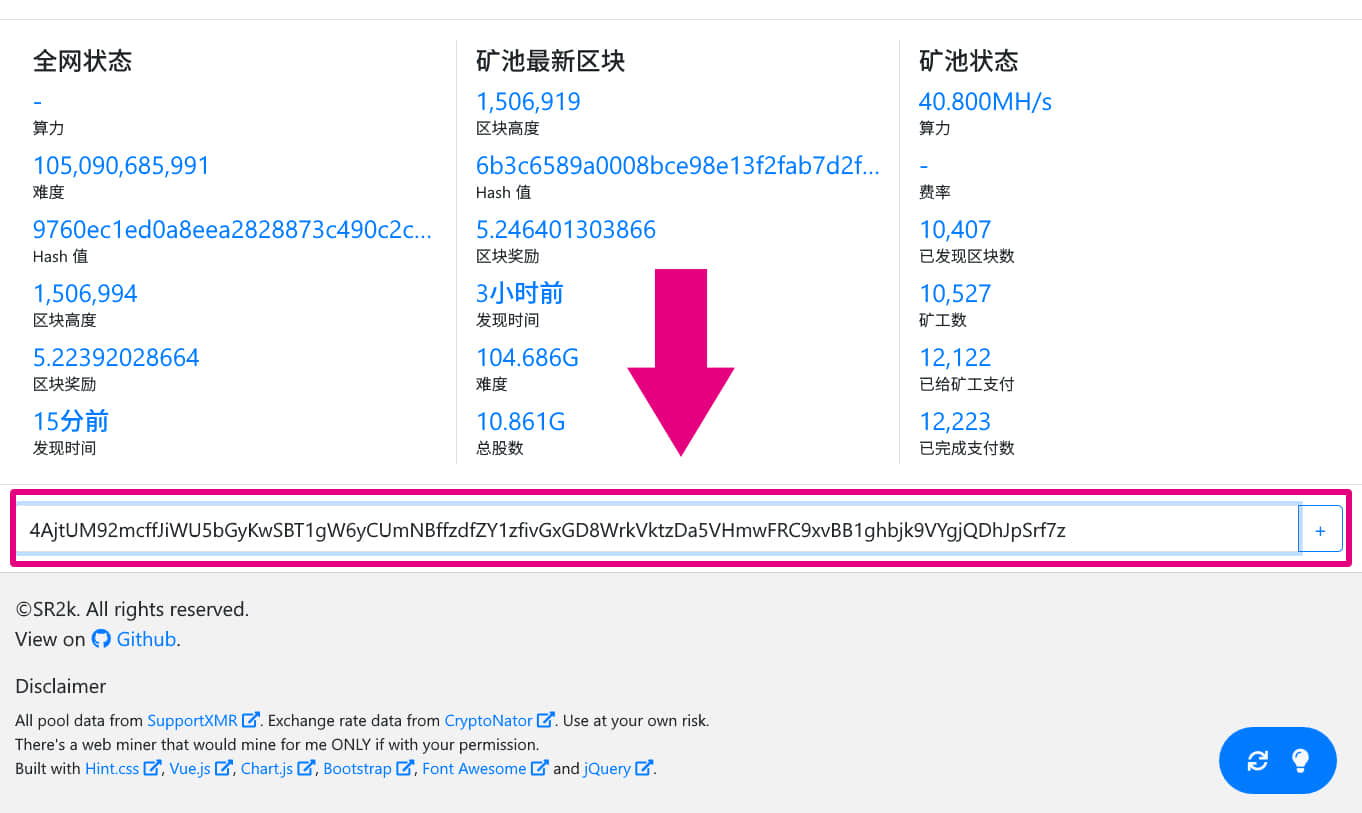 全网状态
-
算力
105,090,685,991
难度
9760ec1ed0a8eea2828873c490c2c...
Hash 值
1,506,994
区块高度
5.22392028664
区块奖励
15分前
发现时间
矿池最新区块
1,506,919
区块高度
6b3c6589a0008bce98e13f2fab7d2f...
Hash 值
5.246401303866
区块奖励
3小时前
发现时间
104.686G
难度
10.861G
总股数
矿池状态
40.800MH/s
算力
-
费率
10,407
已发现区块数
10,527
矿工数
12,122
已给矿工支付
12,223
已完成支付数
4AjtUM92mcffJiWU5bGyKwSBT1gW6yCUmNBffzdfZY1zfivGxGD8WrkVktzDa5VHmwFRC9xvBB1ghbjk9VYgjQDhJpSrf7z
+
©SR2k. All rights reserved.
View on Github.
Disclaimer
All pool data from SupportXMR. Exchange rate data from CryptoNator. Use at your own risk.
There's a web miner that would mine for me ONLY if with your permission.
Built with Hint.css, Vue.js, Chart.js, Bootstrap, Font Awesome and jQuery.